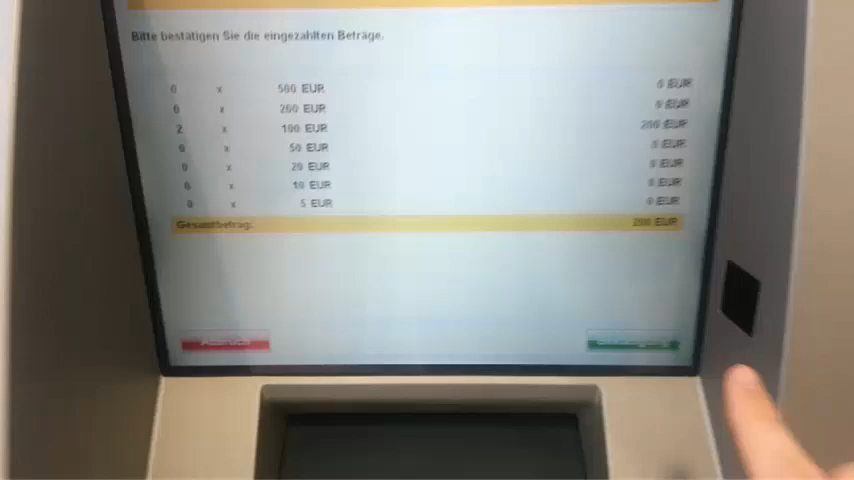 Bitte bestätigen Sie die eingezahlten Beträge.
0 x 500 EUR 0 EUR
0 x 200 EUR 0 EUR
2 x 100 EUR 200 EUR
0 x 50 EUR 0 EUR
0 x 20 EUR 0 EUR
0 x 10 EUR 0 EUR
0 x 5 EUR 0 EUR
Gesamtbetrag: 200 EUR
Abbruch